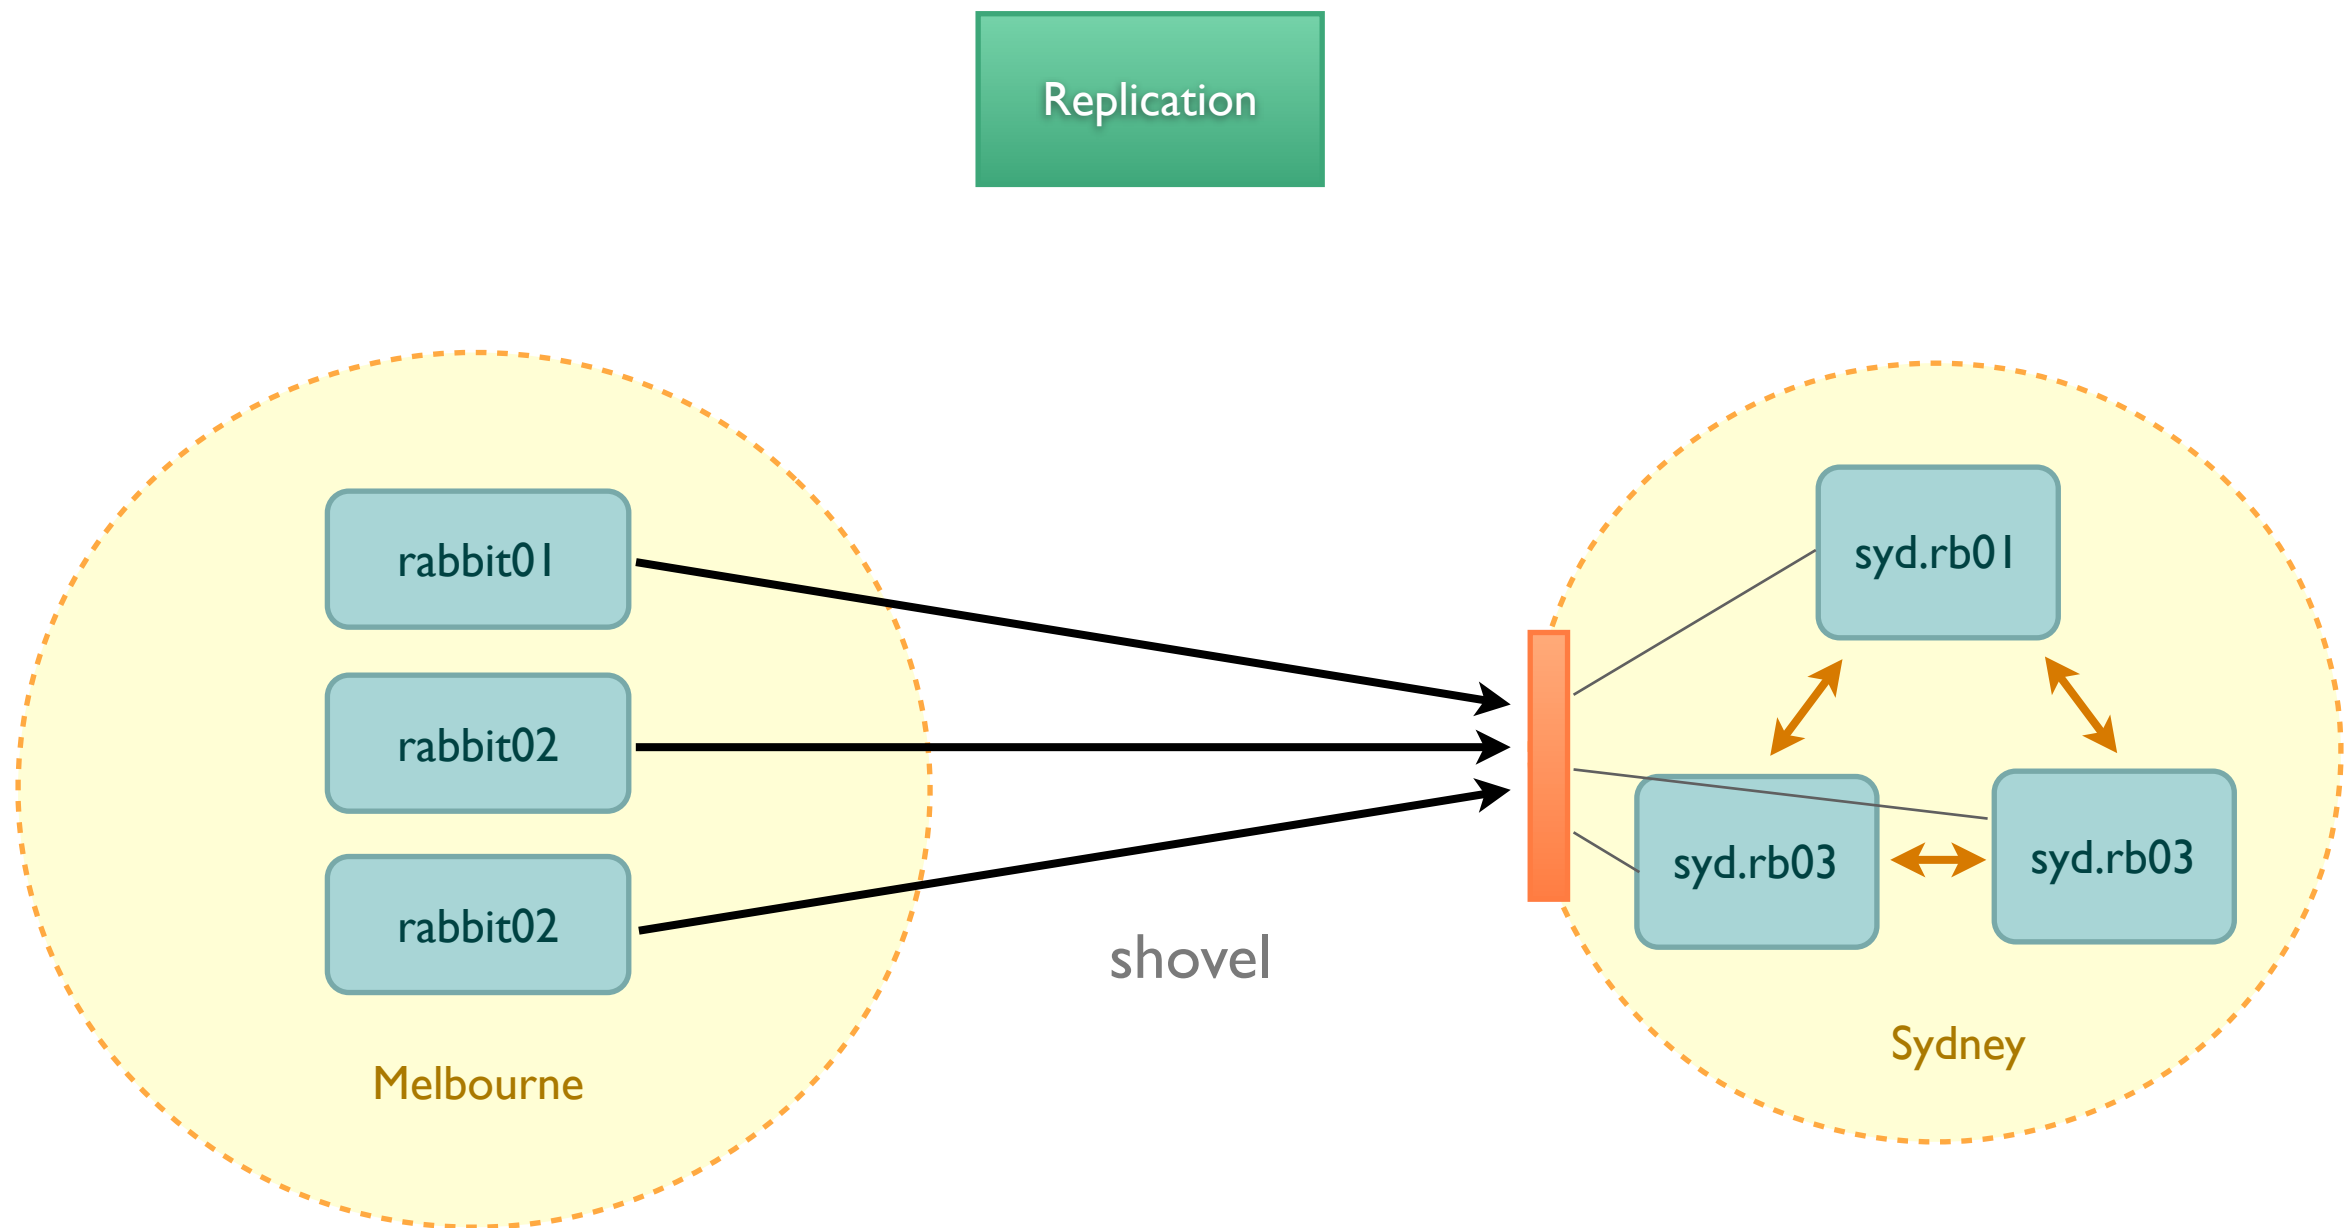 Replication
rabbit01
rabbit02
rabbit02
Melbourne
shovel
syd.rb01
syd.rb03
syd.rb03
Sydney